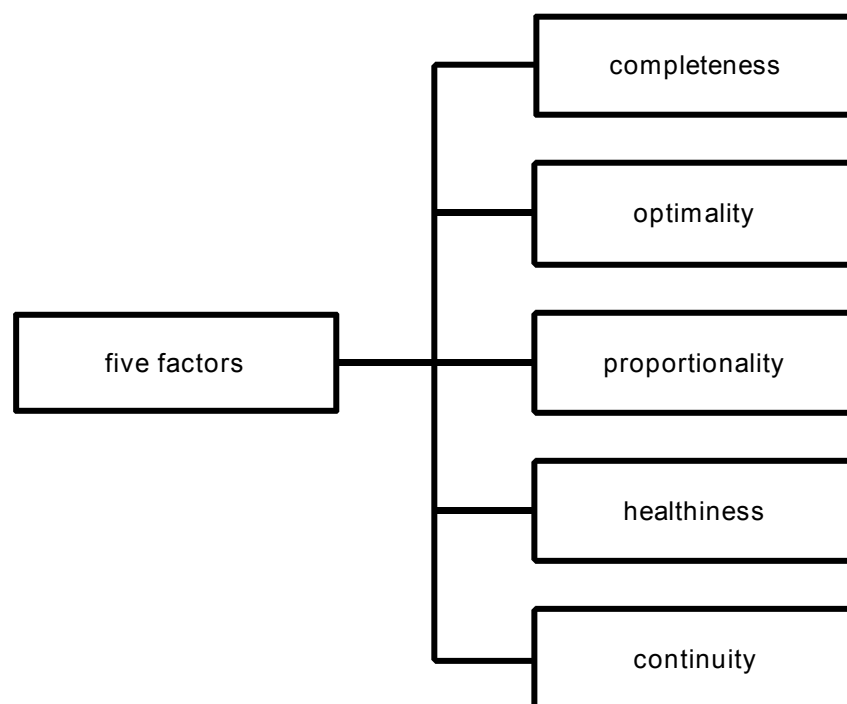 completeness
optimality
five factors
proportionality
healthiness
continuity